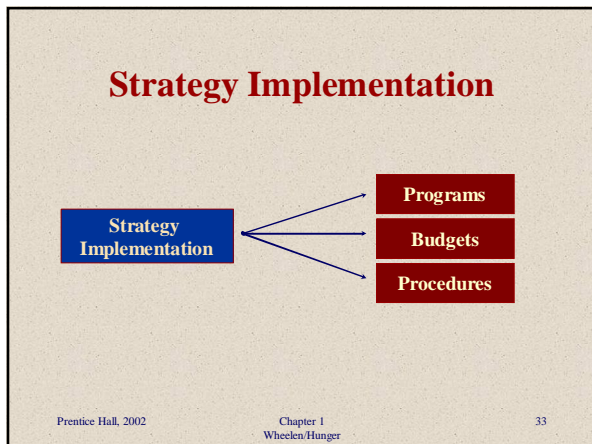 Strategy Implementation
Strategy
Implementation
Programs
Budgets
Procedures
Prentice Hall, 2002
Chapter 1
Wheelen/Hunger
33